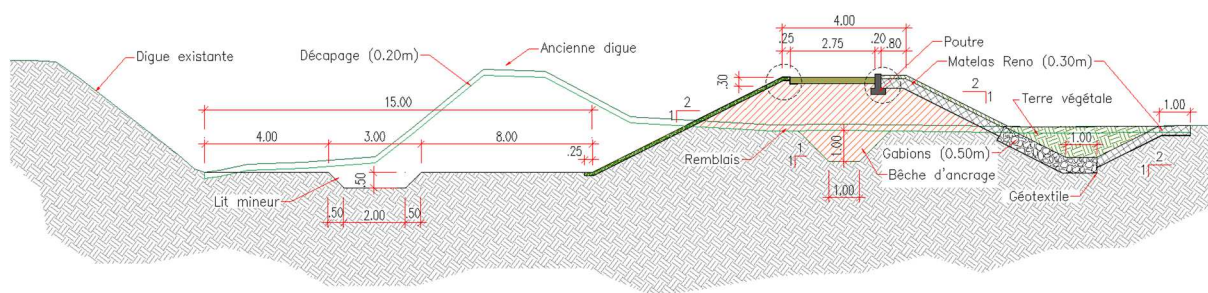 4.00
.25
2.75
.20
.80
Poutre
Matelas Reno (0.30m)
Digue existante
Décapage (0.20m)
Ancienne digue
.30
2
1
2
1
Terre végétale
1.00
15.00
4.00
3.00
8.00
1.00
1.00
.25
Remblais
1
1
Gabions (0.50m)
2
1
Bêche d'ancrage
.50
Lit mineur
1.00
Géotextile
.50
2.00
.50